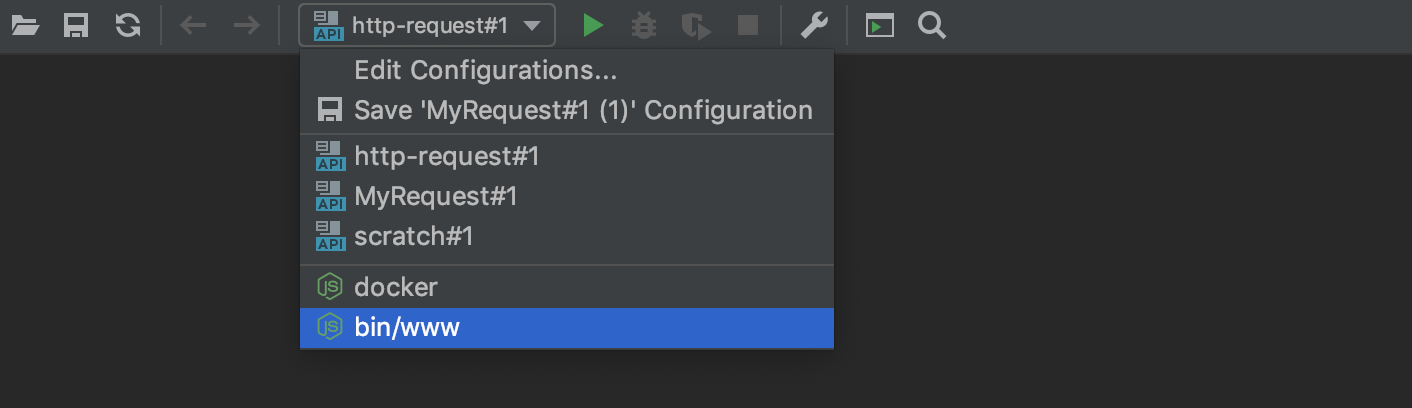 API http-request#1
Edit Configurations...
Save 'MyRequest#1 (1)' Configuration
API http-request#1
API MyRequest#1
API scratch#1
JS docker
JS bin/www